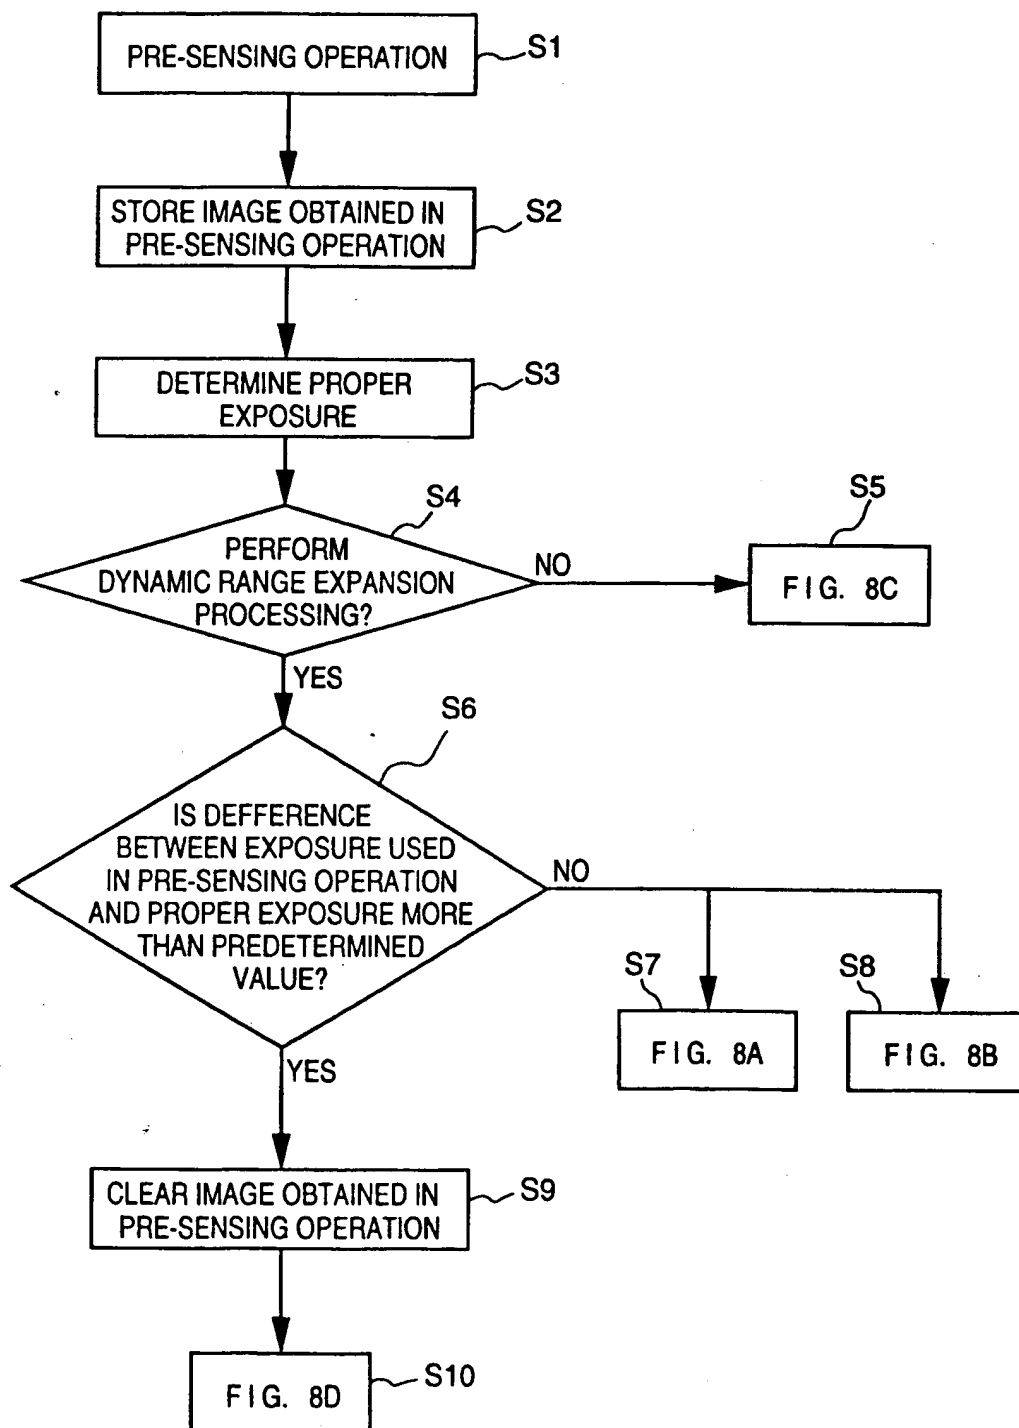 PRE-SENSING OPERATION
S1
STORE IMAGE OBTAINED IN
PRE-SENSING OPERATION
S2
DETERMINE PROPER
EXPOSURE
S3
S4
PERFORM
DYNAMIC RANGE EXPANSION
PROCESSING?
NO
S5
FIG. 8C
YES
S6
IS DEFFERENCE
BETWEEN EXPOSURE USED
IN PRE-SENSING OPERATION
AND PROPER EXPOSURE MORE
THAN PREDETERMINED
VALUE?
NO
S7
FIG. 8A
S8
FIG. 8B
YES
CLEAR IMAGE OBTAINED IN
PRE-SENSING OPERATION
S9
FIG. 8D
S10